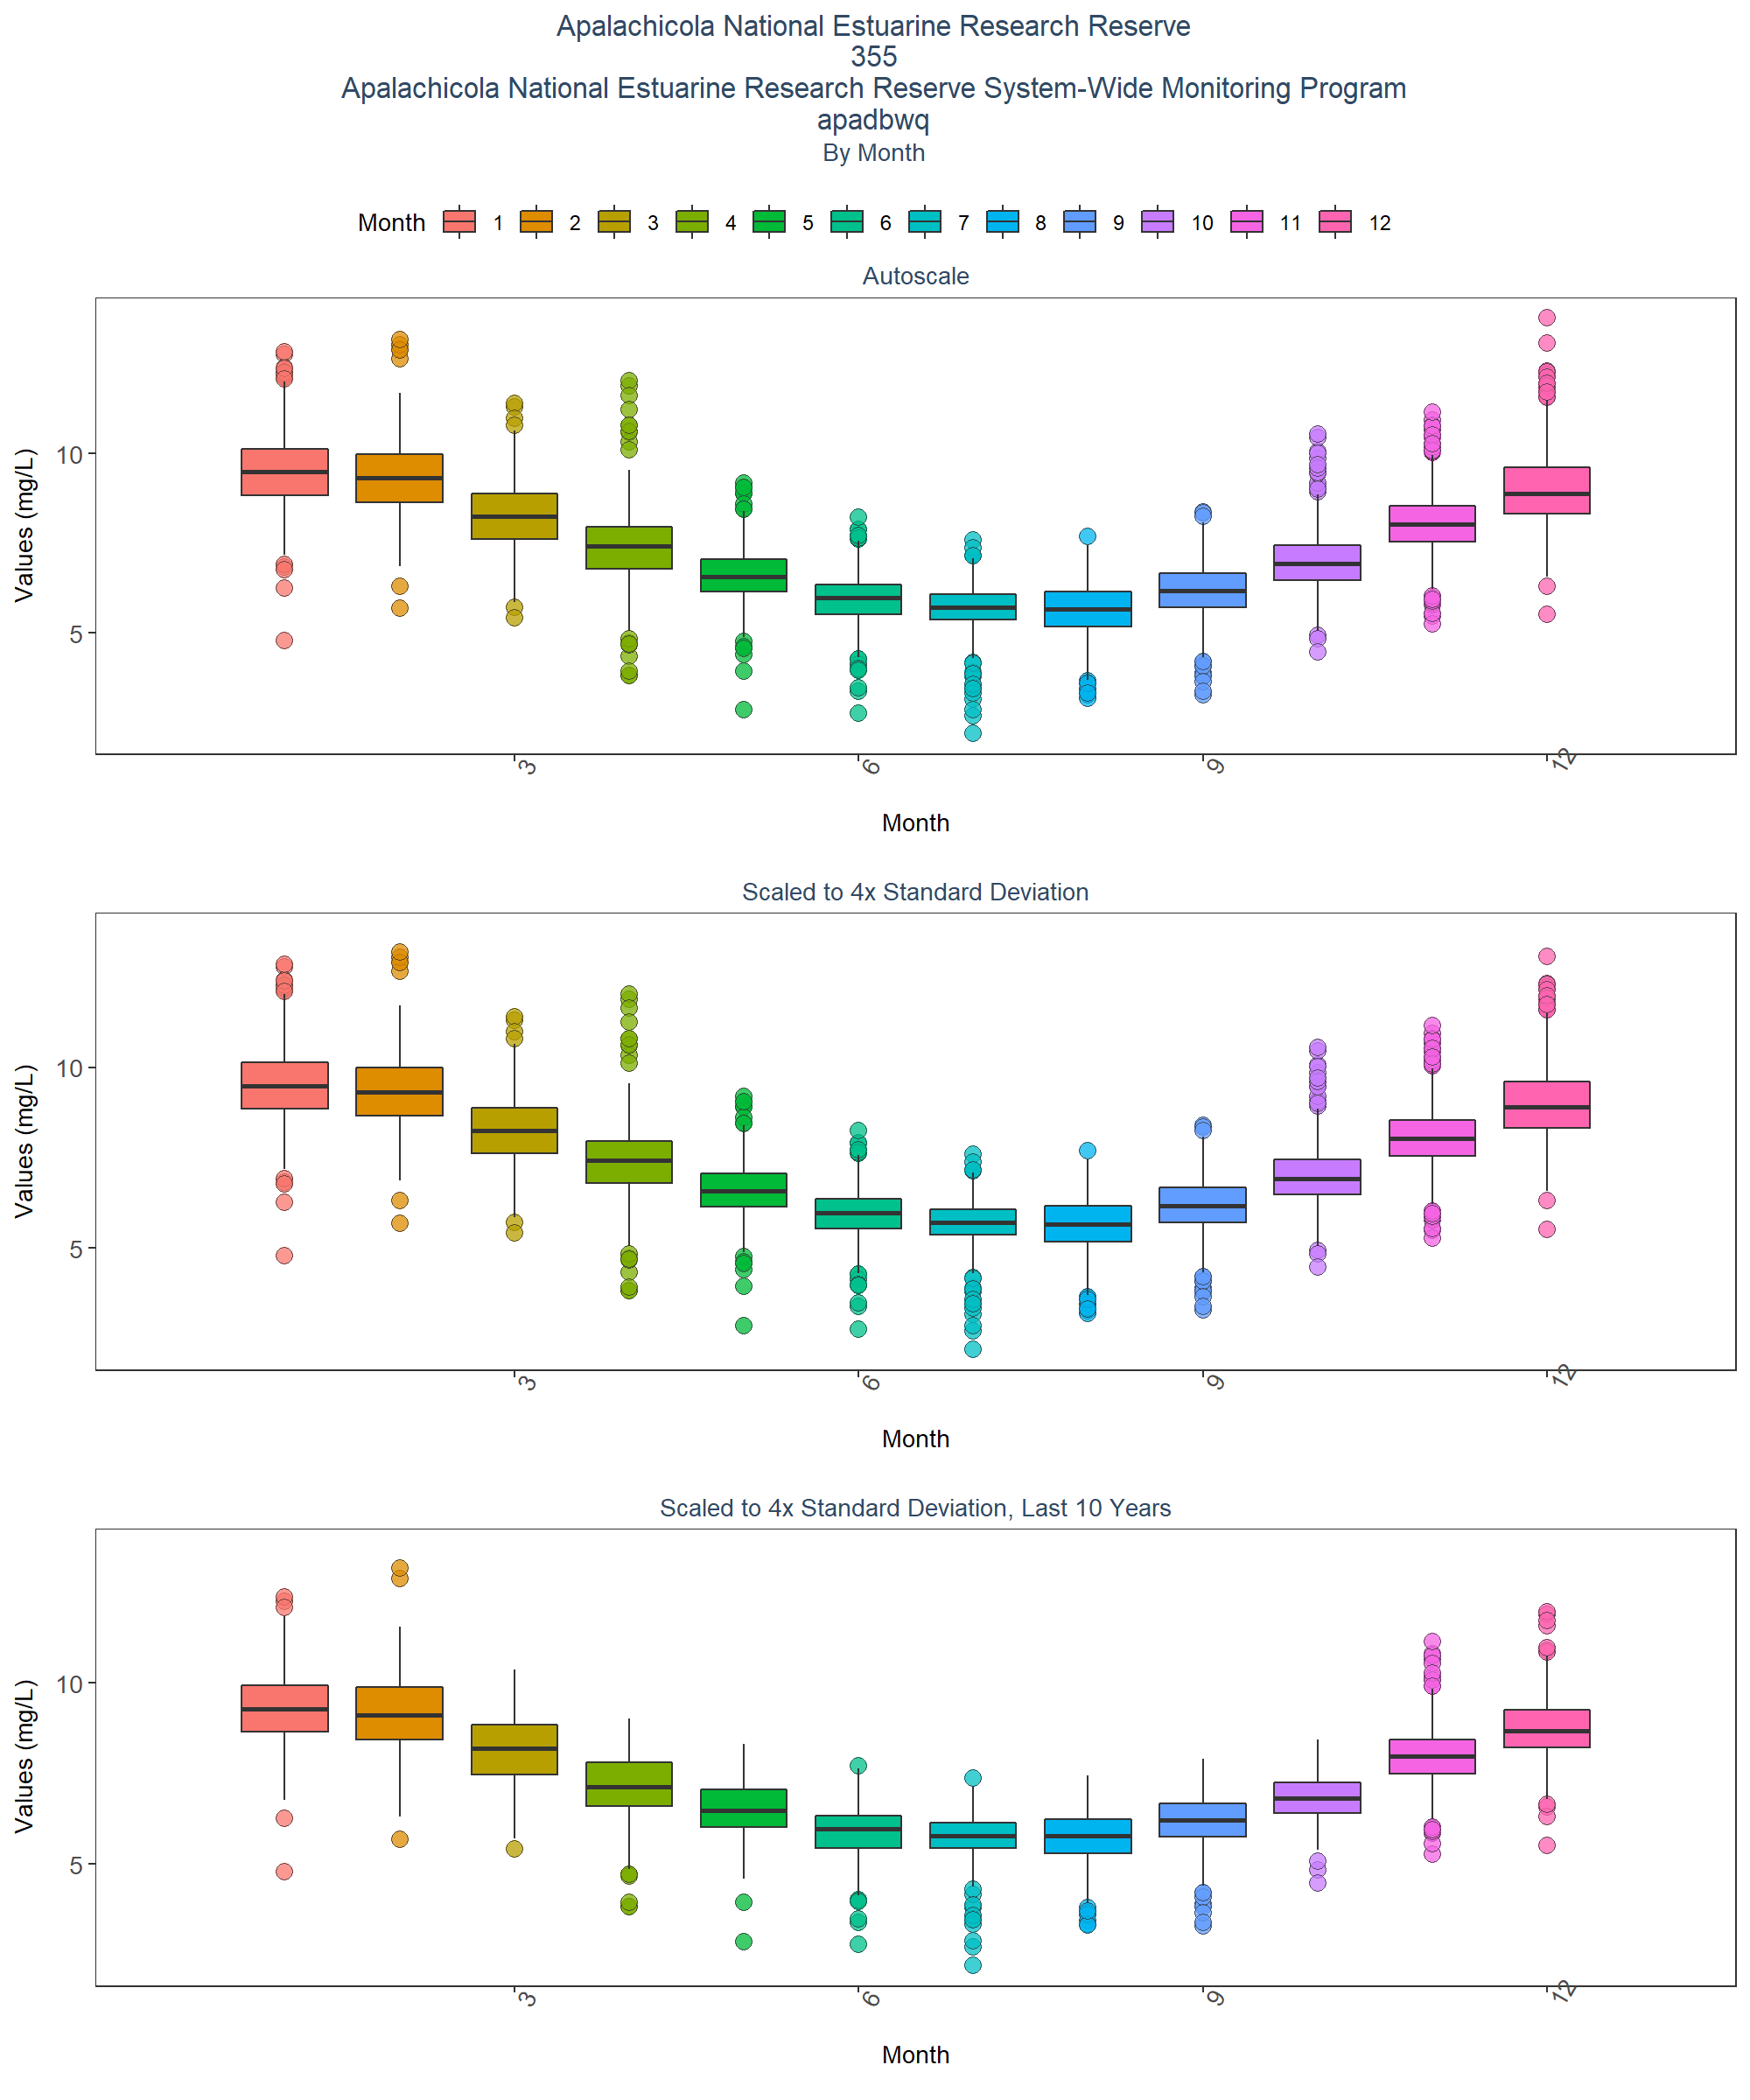 Apalachicola National Estuarine Research Reserve
355
Apalachicola National Estuarine Research Reserve System-Wide Monitoring Program
apadbwq
By Month
Month 1 2 3 4 5 6 7 8 9 10 11 12
Autoscale
Values (mg/L)
10
5
3 6 9 12
Month
Scaled to 4x Standard Deviation
Values (mg/L)
10
5
3 6 9 12
Month
Scaled to 4x Standard Deviation, Last 10 Years
Values (mg/L)
10
5
3 6 9 12
Month